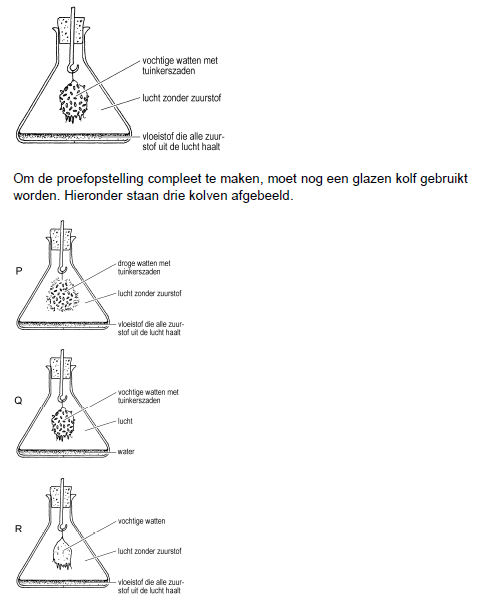 vochtige watten met
tuinkerszaden
lucht zonder zuurstof
vloeistof die alle zuur-
stof uit de lucht haalt
Om de proefopstelling compleet te maken, moet nog een glazen kolf gebruikt
worden. Hieronder staan drie kolven afgebeeld.
P
droge watten met
tuinkerszaden
lucht zonder zuurstof
vloeistof die alle zuur-
stof uit de lucht haalt
Q
vochtige watten met
tuinkerszaden
lucht
water
R
vochtige watten
lucht zonder zuurstof
vloeistof die alle zuur-
stof uit de lucht haalt